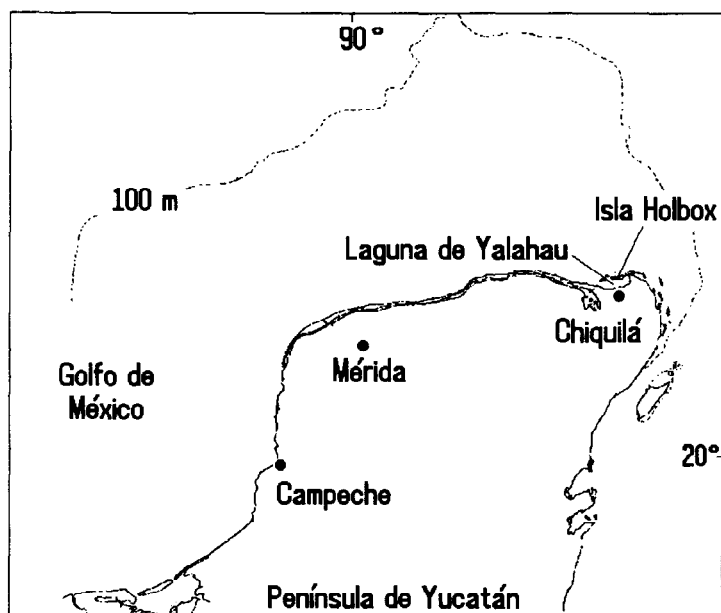 90°
100 m
Isla Holbox
Laguna de Yalahau
Chiquilá
Mérida
Golfo de
México
20°
Campeche
Península de Yucatán